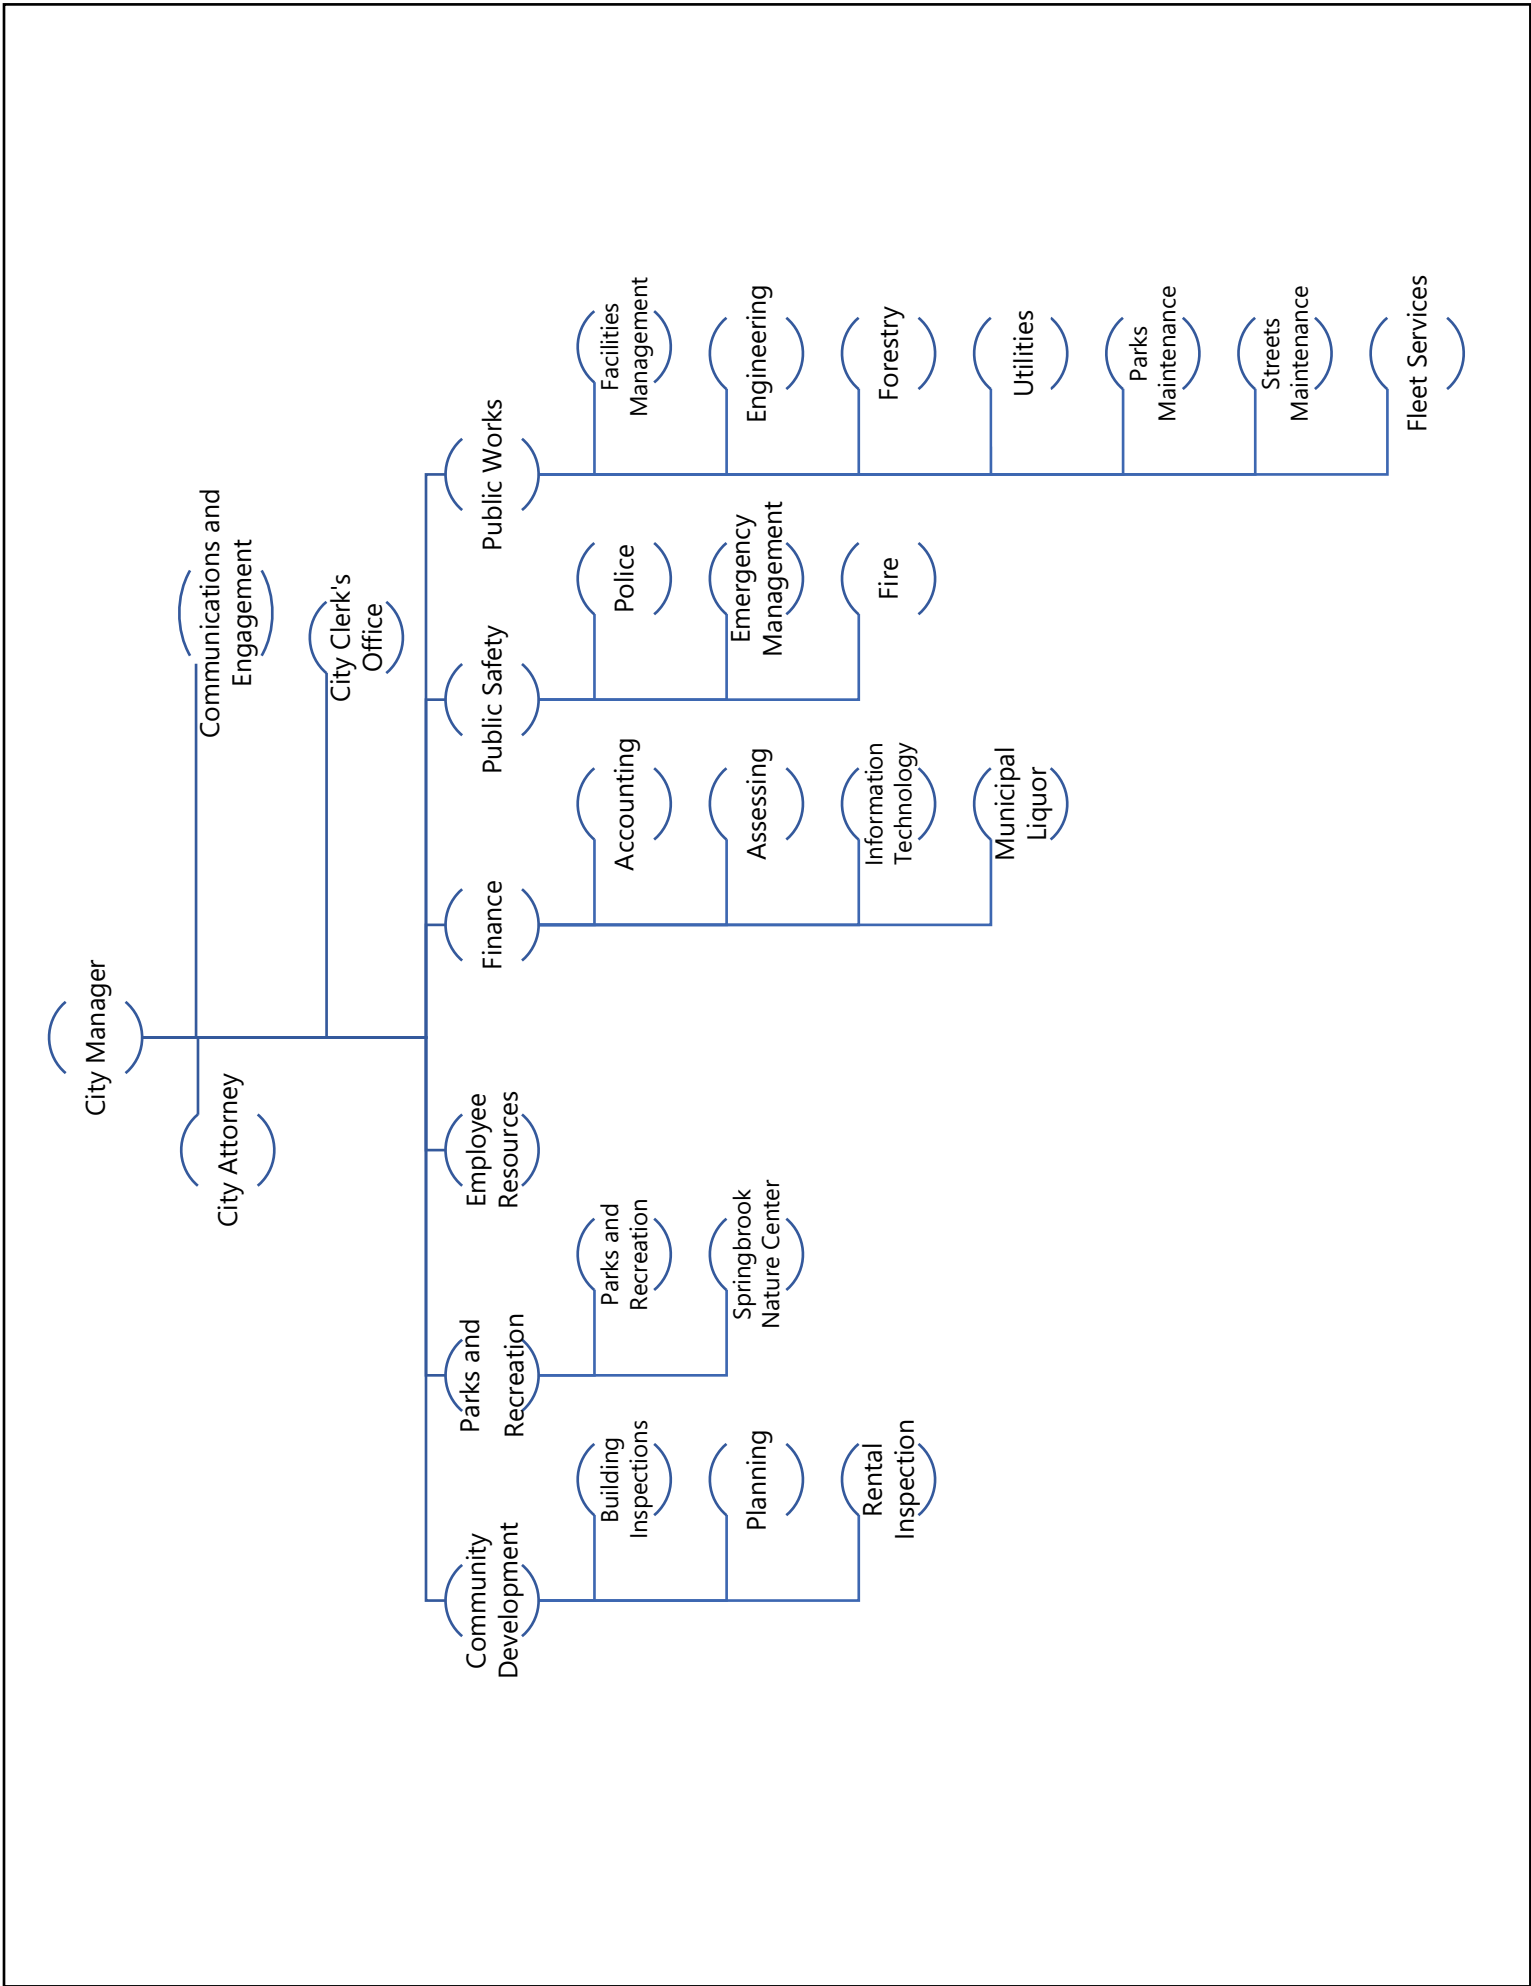 City Manager
City Attorney
Communications and
Engagement
City Clerk's
Office
Community
Development
Building
Inspections
Planning
Rental
Inspection
Parks and
Recreation
Parks and
Recreation
Springbrook
Nature Center
Employee
Resources
Finance
Accounting
Assessing
Information
Technology
Municipal
Liquor
Public Safety
Police
Emergency
Management
Fire
Public Works
Facilities
Management
Engineering
Forestry
Utilities
Parks
Maintenance
Streets
Maintenance
Fleet Services